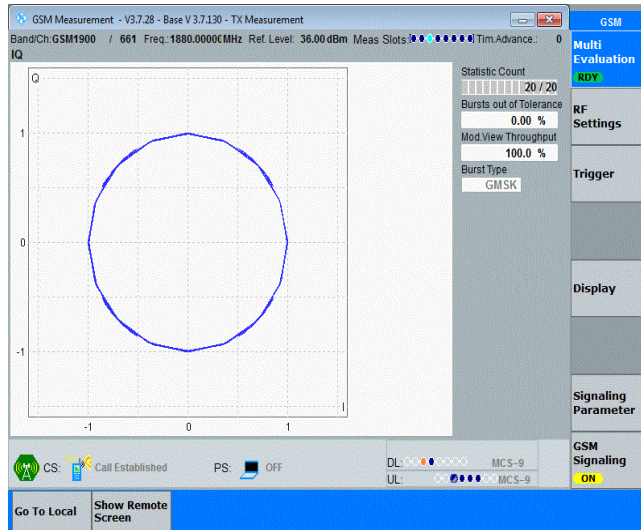 GSM Measurement - V3.7.28 - Base V 3.7.130 - TX Measurement
GSM
Band/Ch:GSM1900 / 661 Freq.:1880.00000MHz Ref. Level: 36.00 dBm Meas Slots: Tim.Advance.: 0
IQ
Q
1
0
-1
-1 0 1
I
Statistic Count
20 / 20
Bursts out of Tolerance
0.00 %
Mod.View Throughput
100.0 %
Burst Type
GMSK
Multi
Evaluation
RDY
RF
Settings
Trigger
Display
Signaling
Parameter
GSM
Signaling
ON
CS: Call Established PS: OFF
DL: MCS-9
UL: MCS-9
Go To Local
Show Remote
Screen